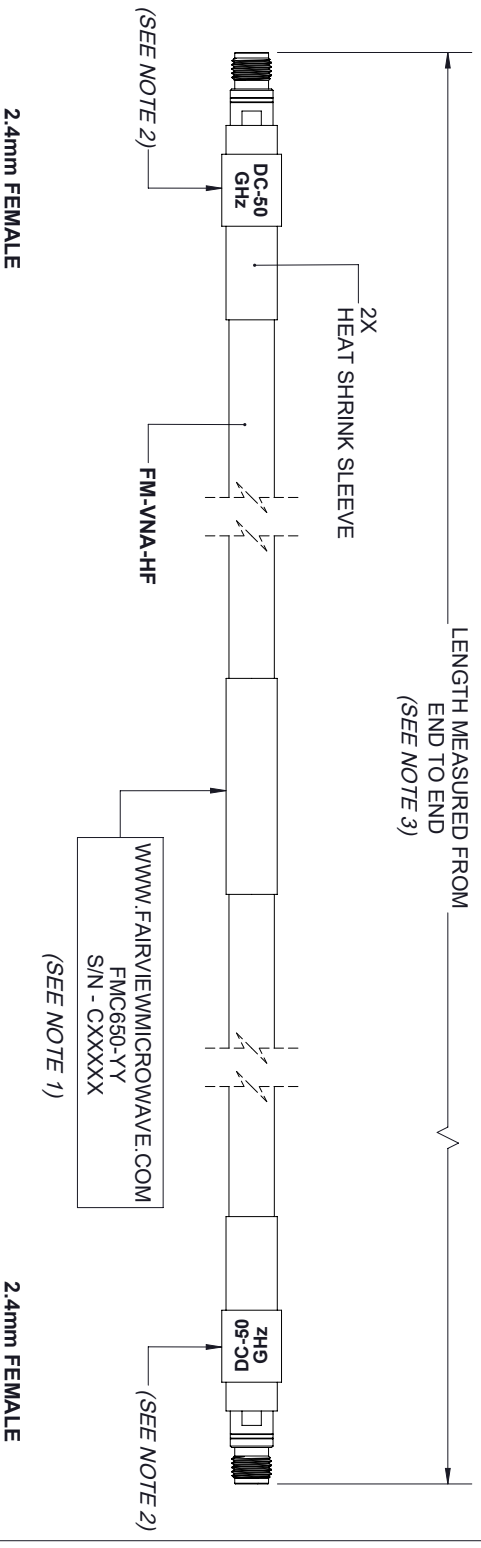 LENGTH MEASURED FROM
END TO END
(SEE NOTE 3)
2X
HEAT SHRINK SLEEVE
DC-50
GHz
(SEE NOTE 2)
FM-VNA-HF
WWW.FAIRVIEWMICROWAVE.COM
FMC650-YY
S/N - CXXXXX
(SEE NOTE 1)
DC-50
GHz
(SEE NOTE 2)
2.4mm FEMALE
2.4mm FEMALE